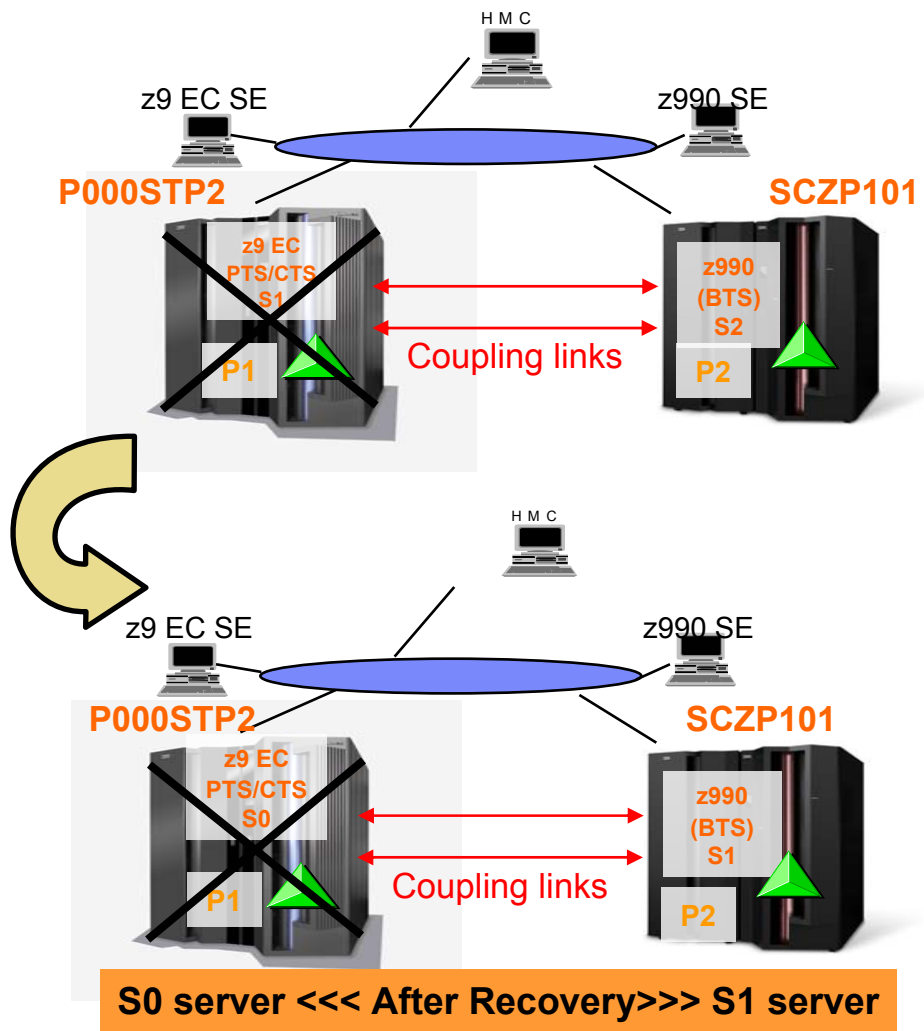 H M C
z9 EC SE
z990 SE
P000STP2
SCZP101
z9 EC
PTS/CTS
S1
P1
Coupling links
z990
(BTS)
S2
P2
H M C
z9 EC SE
z990 SE
P000STP2
SCZP101
z9 EC
PTS/CTS
S0
P1
Coupling links
z990
(BTS)
S1
P2
S0 server <<< After Recovery>>> S1 server